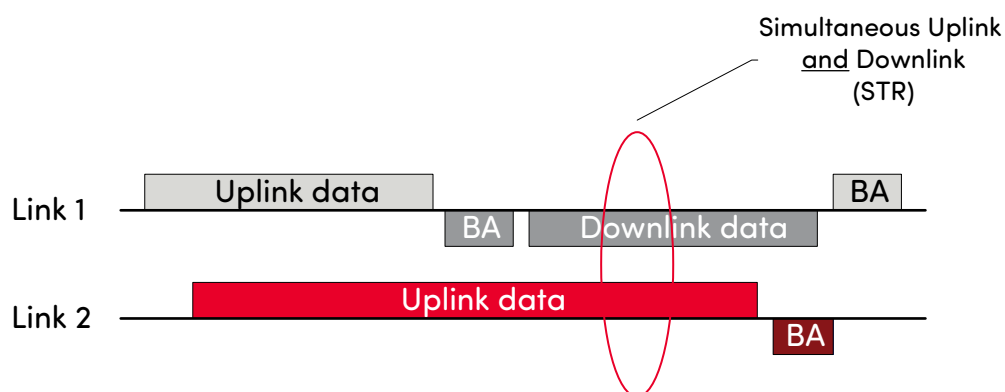 Simultaneous Uplink
and Downlink
(STR)
Link 1
Uplink data
BA
BA
Downlink data
Link 2
Uplink data
BA